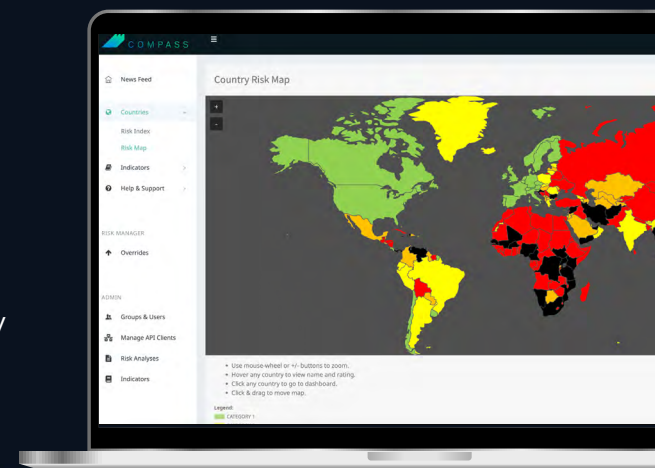 COMPASS
News Feed
Countries
Risk Index
Risk Map
Indicators
Help & Support
RISK MANAGER
Overrides
ADMIN
Groups & Users
Manage API Clients
Risk Analyses
Indicators
Country Risk Map
+
-
Use mouse-wheel or +/- buttons to zoom.
Hover any country to view name and rating.
Click any country to go to dashboard.
Click & drag to move map.
Legend:
CATEGORY 1
y